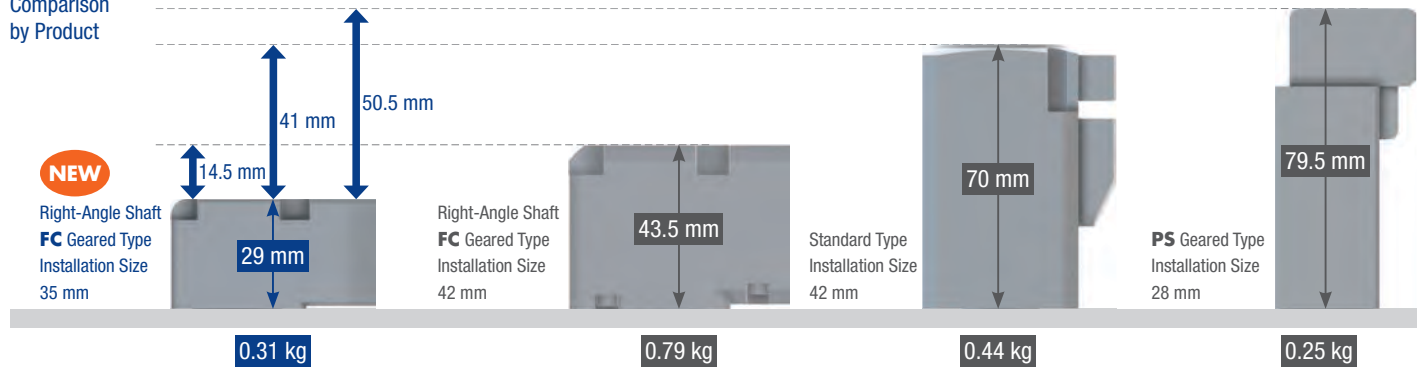 Comparison
by Product
50.5 mm
41 mm
14.5 mm
NEW
Right-Angle Shaft
FC Geared Type
Installation Size
35 mm
29 mm
0.31 kg
Right-Angle Shaft
FC Geared Type
Installation Size
42 mm
43.5 mm
0.79 kg
Standard Type
Installation Size
42 mm
70 mm
0.44 kg
PS Geared Type
Installation Size
28 mm
79.5 mm
0.25 kg